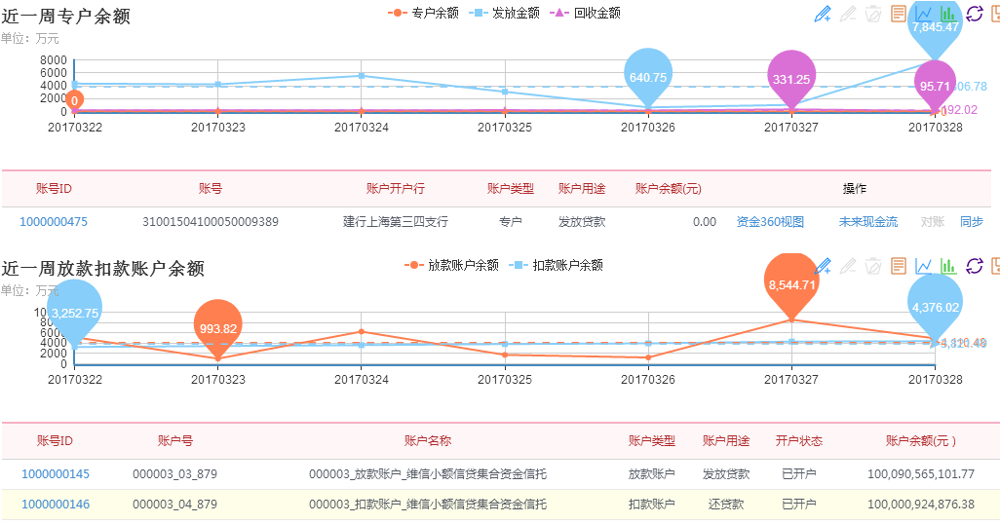 近一周专户余额
专户余额 发放金额 回收金额
单位：万元
7,845.47
8000
640.75
331.25
6000
4000
95.71
06.78
2000
0
0
0
192.02
20170322 20170323 20170324 20170325 20170326 20170327 20170328
账号ID 账号 账户开户行 账户类型 账户用途 账户余额(元) 操作
1000000475 31001504100050009389 建行上海第三四支行 专户 发放贷款 0.00 资金360视图 未来现金流 对账 同步
近一周放款扣款账户余额
放款账户余额 扣款账户余额
单位：万元
8,544.71
3,252.75
4,376.02
993.82
8000
6000
4000
2000
0
20170322 20170323 20170324 20170325 20170326 20170327 20170328
账号ID 账户号 账户名称 账户类型 账户用途 开户状态 账户余额(元 )
1000000145 000003_03_879 000003_放款账户_维信小额信贷集合资金信托 放款账户 发放贷款 已开户 100,090,565,101.77
1000000146 000003_04_879 000003_扣款账户_维信小额信贷集合资金信托 扣款账户 还贷款 已开户 100,000,924,876.38